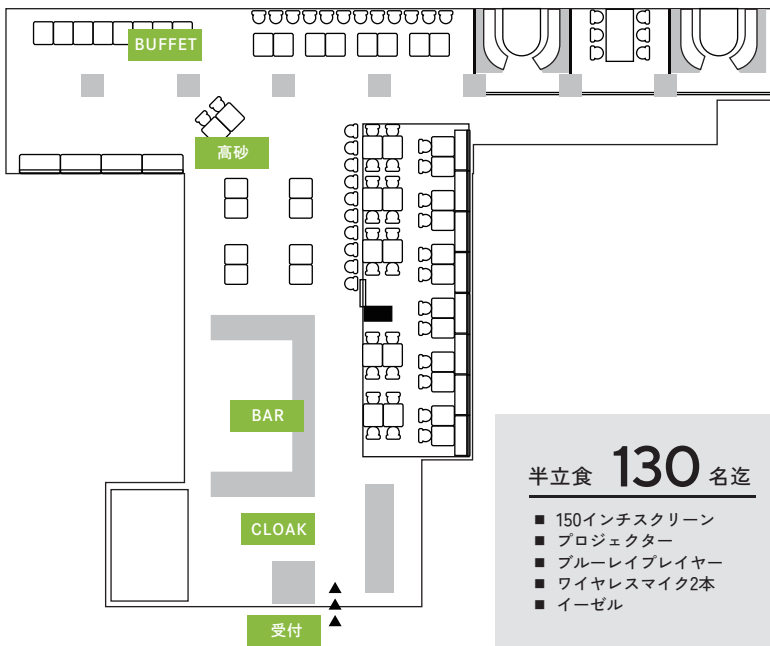 BUFFET
高砂
BAR
CLOAK
受付
半立食 130 名迄
■ 150インチスクリーン
■ プロジェクター
■ ブルーレイプレイヤー
■ ワイヤレスマイク2本
■ イーゼル